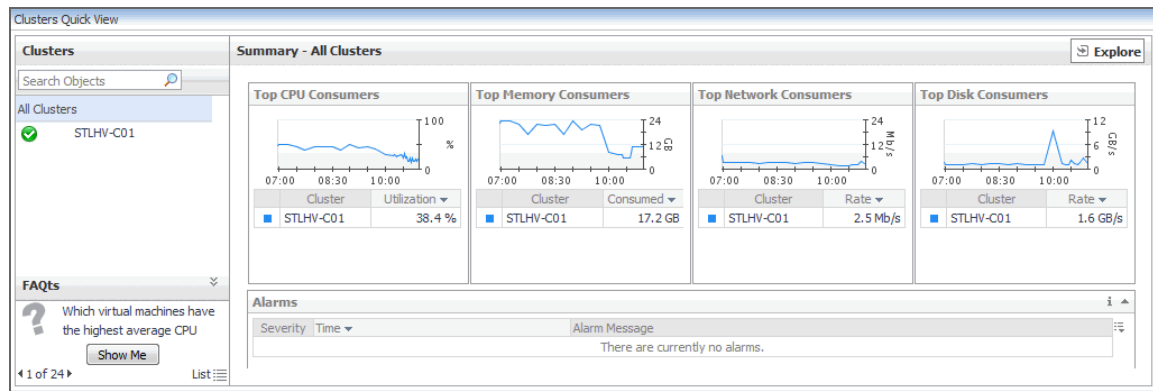 Clusters Quick View
Clusters
Search Objects
All Clusters
STLHV-C01
FAQts
Which virtual machines have
the highest average CPU
Show Me
1 of 24
List
Summary - All Clusters
Explore
Top CPU Consumers
100
%
0
07:00 08:30 10:00
Cluster Utilization
STLHV-C01 38.4 %
Top Memory Consumers
24
12
GB
0
07:00 08:30 10:00
Cluster Consumed
STLHV-C01 17.2 GB
Top Network Consumers
24
12
Mb/s
0
07:00 08:30 10:00
Cluster Rate
STLHV-C01 2.5 Mb/s
Top Disk Consumers
12
6
GB/s
0
07:00 08:30 10:00
Cluster Rate
STLHV-C01 1.6 GB/s
Alarms
Severity Time Alarm Message
There are currently no alarms.